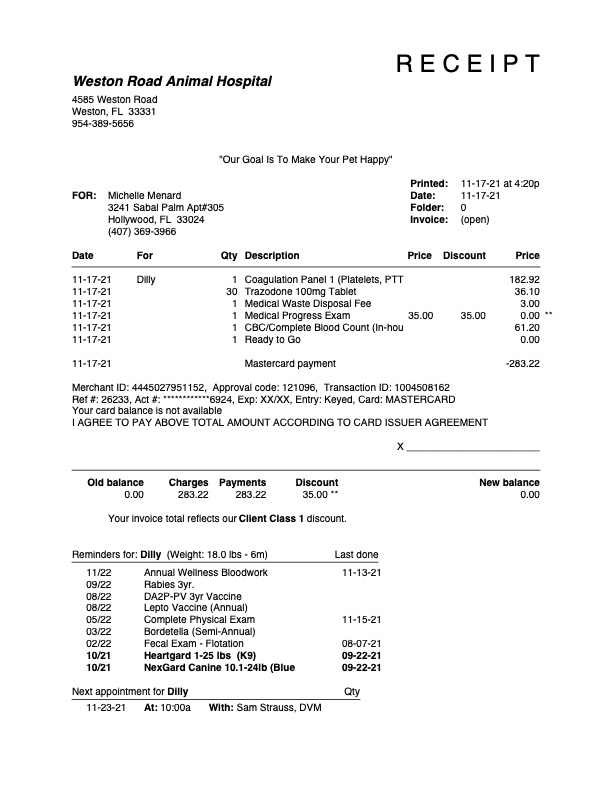 RECEIPT
Weston Road Animal Hospital
4585 Weston Road
Weston, FL 33331
954-389-5656
"Our Goal Is To Make Your Pet Happy"
Printed: 11-17-21 at 4:20p
Date: 11-17-21
Folder: 0
Invoice: (open)
FOR: Michelle Menard
3241 Sabal Palm Apt#305
Hollywood, FL 33024
(407) 369-3966
Date For Qty Description Price Discount Price
11-17-21 Dilly 1 Coagulation Panel 1 (Platelets, PTT 182.92
11-17-21 30 Trazodone 100mg Tablet 36.10
11-17-21 1 Medical Waste Disposal Fee 3.00
11-17-21 1 Medical Progress Exam 35.00 35.00 0.00 **
11-17-21 1 CBC/Complete Blood Count (In-hou 61.20
11-17-21 1 Ready to Go 0.00
11-17-21 Mastercard payment -283.22
Merchant ID: 4445027951152, Approval code: 121096, Transaction ID: 1004508162
Ref #: 26233, Act #: ************6924, Exp: XX/XX, Entry: Keyed, Card: MASTERCARD
Your card balance is not available
I AGREE TO PAY ABOVE TOTAL AMOUNT ACCORDING TO CARD ISSUER AGREEMENT
X ________________________
Old balance Charges Payments Discount New balance
0.00 283.22 283.22 35.00 ** 0.00
Your invoice total reflects our Client Class 1 discount.
Reminders for: Dilly (Weight: 18.0 lbs - 6m) Last done
11/22 Annual Wellness Bloodwork 11-13-21
09/22 Rabies 3yr.
08/22 DA2P-PV 3yr Vaccine
08/22 Lepto Vaccine (Annual)
05/22 Complete Physical Exam 11-15-21
03/22 Bordetella (Semi-Annual)
02/22 Fecal Exam - Flotation 08-07-21
10/21 Heartgard 1-25 lbs (K9) 09-22-21
10/21 NexGard Canine 10.1-24lb (Blue 09-22-21
Next appointment for Dilly Qty
11-23-21 At: 10:00a With: Sam Strauss, DVM